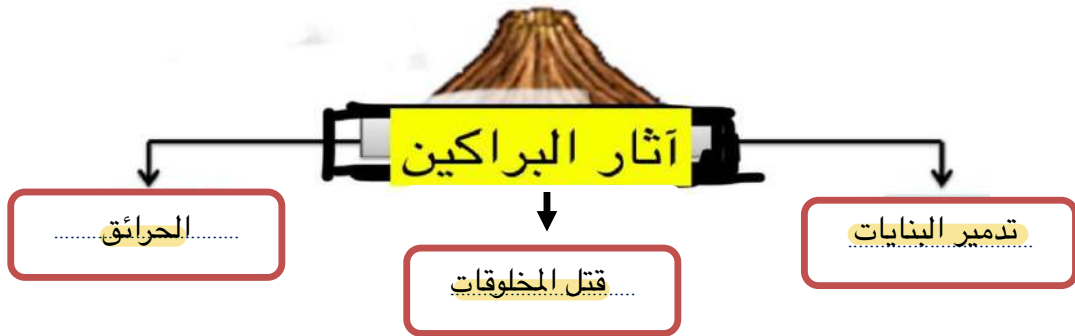 آثار البراكين
تدمير البنايات
قتل المخلوقات
الحرائق